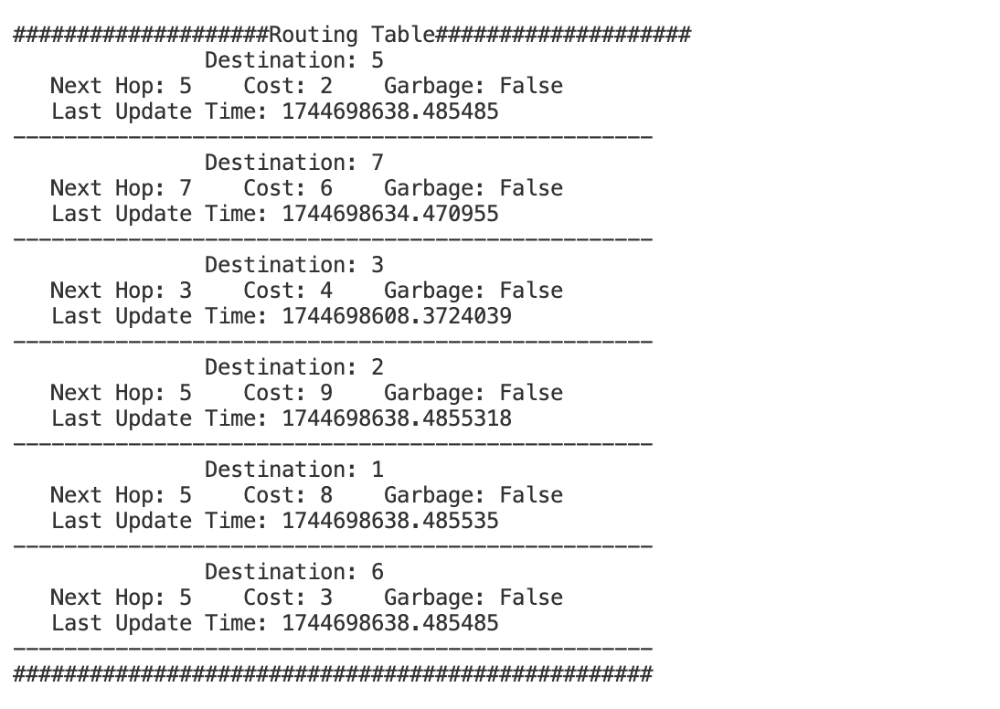 ####################Routing Table####################
Destination: 5
Next Hop: 5    Cost: 2    Garbage: False
Last Update Time: 1744698638.485485
--------------------------------------------------
Destination: 7
Next Hop: 7    Cost: 6    Garbage: False
Last Update Time: 1744698634.470955
--------------------------------------------------
Destination: 3
Next Hop: 3    Cost: 4    Garbage: False
Last Update Time: 1744698608.3724039
--------------------------------------------------
Destination: 2
Next Hop: 5    Cost: 9    Garbage: False
Last Update Time: 1744698638.4855318
--------------------------------------------------
Destination: 1
Next Hop: 5    Cost: 8    Garbage: False
Last Update Time: 1744698638.485535
--------------------------------------------------
Destination: 6
Next Hop: 5    Cost: 3    Garbage: False
Last Update Time: 1744698638.485485
--------------------------------------------------
##################################################